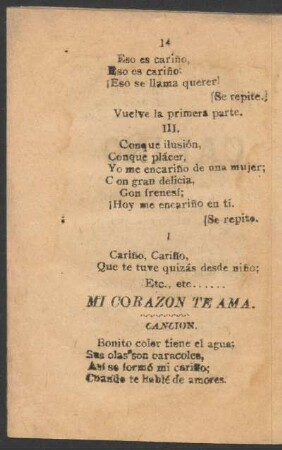 14
Eso es cariño,
Eso es cariño:
¡Eso se llama querer!
[Se repite.]
Vuelve la primera parte.
III.
Conque ilusión,
Conque plácer,
Yo me encariño de una mujer;
C on gran delicia,
Con frenesí;
¡Hoy me encariño en tí.
[Se repite.
I
Cariño, Cariño,
Que te tuve quizás desde niño;
Etc., etc......
MI CORAZON TE AMA.
CANCION.
Bonito color tiene el agua;
Sus olas son caracoles,
Así se formó mi cariño;
Cuando te hablé de amores.